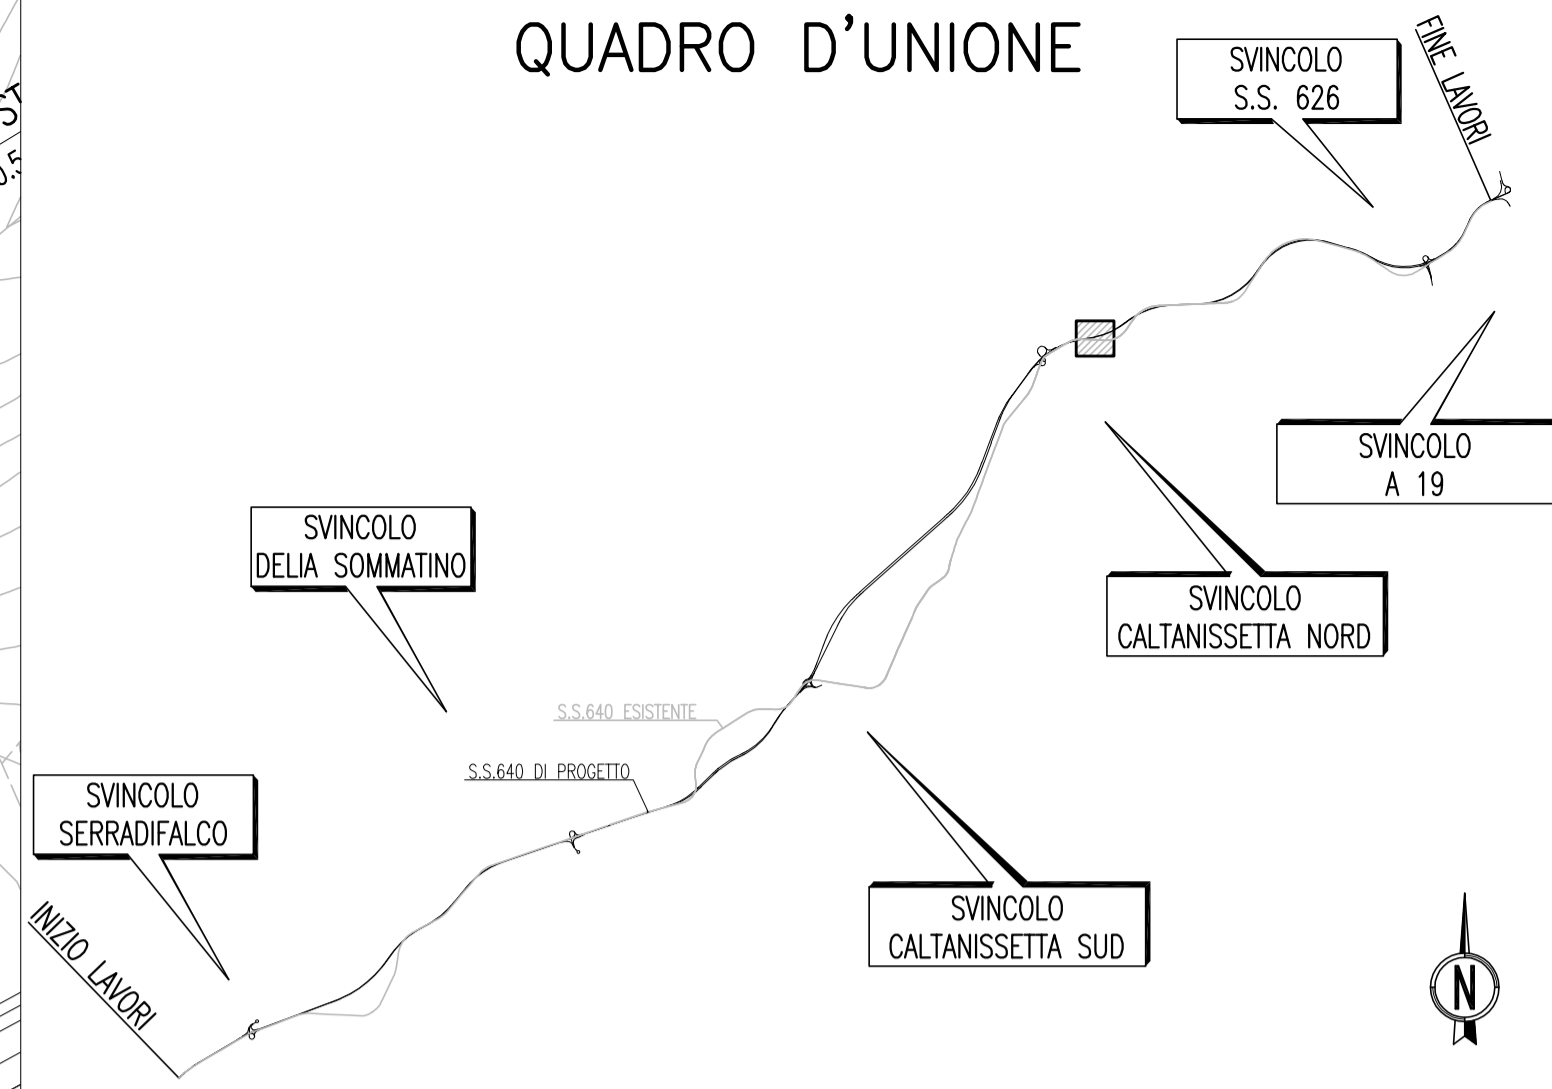 QUADRO D'UNIONE
SVINCOLO
S.S. 626
FINE LAVORI
SVINCOLO
A 19
SVINCOLO
DELIA SOMMATINO
SVINCOLO
CALTANISSETTA NORD
S.S.640 ESISTENTE
S.S.640 DI PROGETTO
SVINCOLO
SERRADIFALCO
SVINCOLO
CALTANISSETTA SUD
INIZIO LAVORI
N